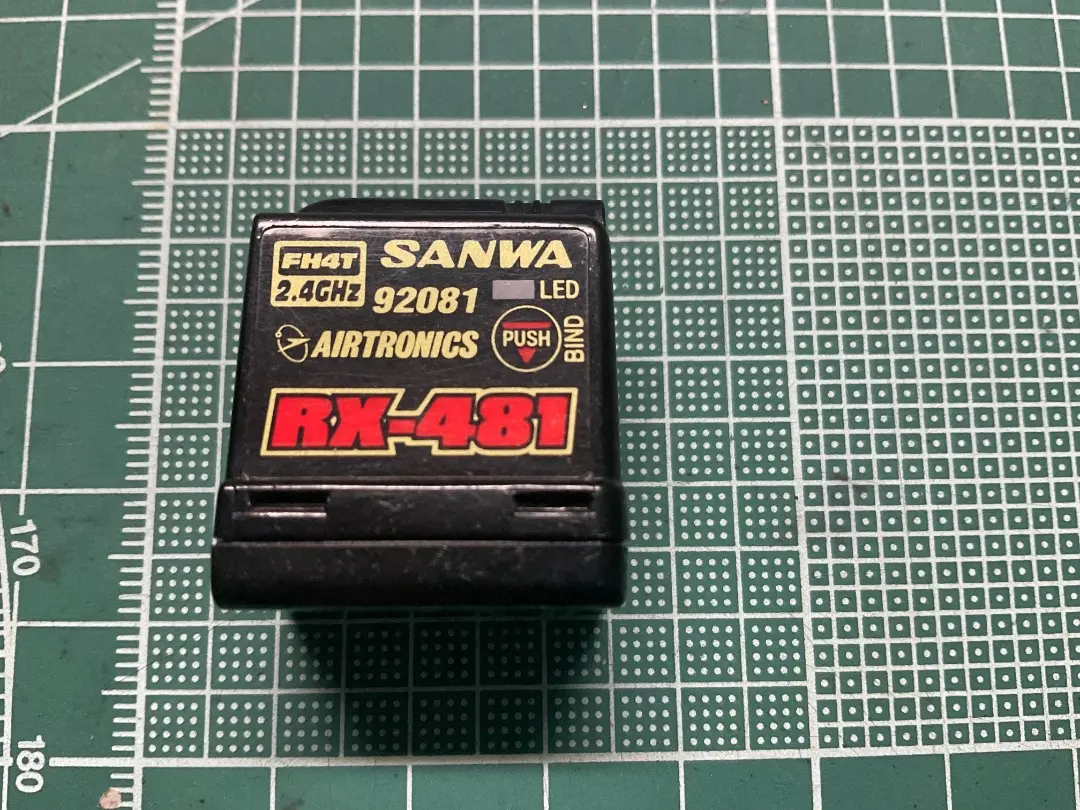 FH4T
2.4GHz
SANWA
92081
LED
AIRTRONICS
PUSH
BIND
RX-481
170
180